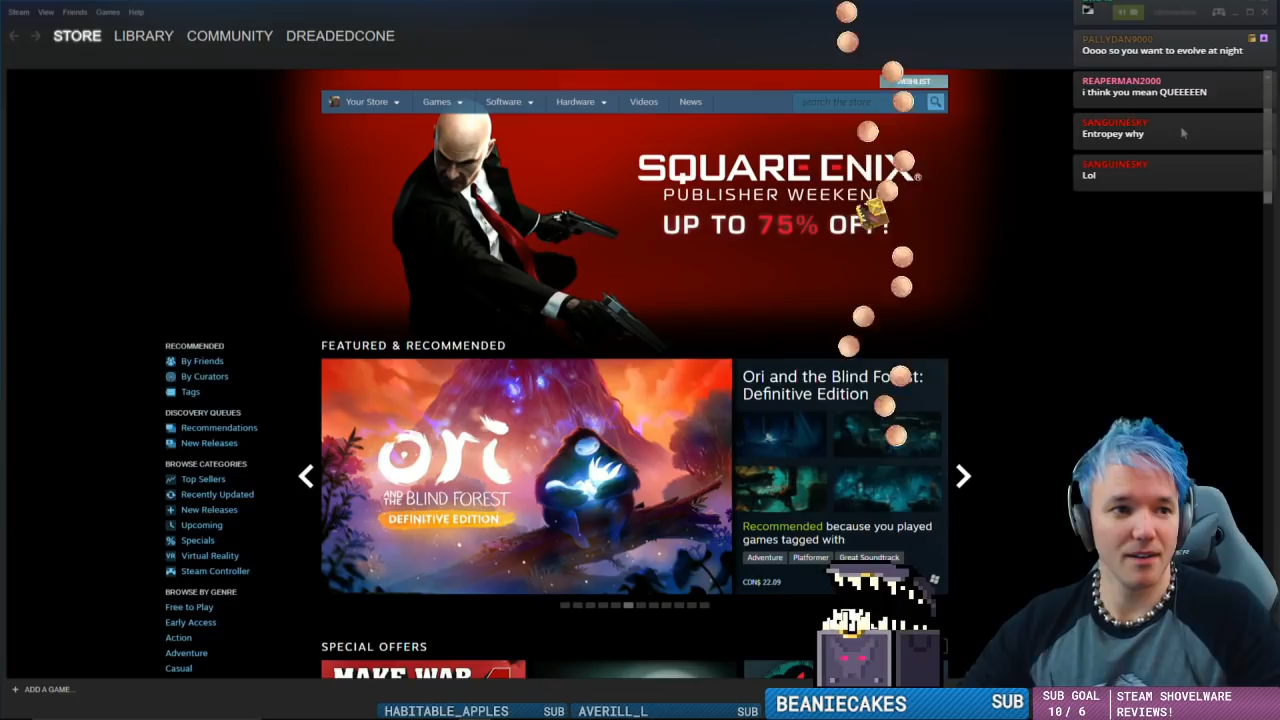 Steam View Friends Games Help
STORE LIBRARY COMMUNITY DREADEDCONE
Your Store Games Software Hardware Videos News search the store
SQUARE ENIX
PUBLISHER WEEKEN
UP TO 75% OFF!
PALLYDAN9000
Oooo so you want to evolve at night
REAPERMAN2000
i think you mean QUEEEEN
SANGUINESKY
Entropey why
SANGUINESKY
Lol
FEATURED & RECOMMENDED
RECOMMENDED
By Friends
By Curators
Tags
DISCOVERY QUEUES
Recommendations
New Releases
BROWSE CATEGORIES
Top Sellers
Recently Updated
New Releases
Upcoming
Specials
VR Virtual Reality
Steam Controller
BROWSE BY GENRE
Free to Play
Early Access
Action
Adventure
Casual
ori
AND THE BLIND FOREST
DEFINITIVE EDITION
Ori and the Blind Forest:
Definitive Edition
Recommended because you played
games tagged with
Adventure Platformer Great Soundtrack
CDN$ 22.09
SPECIAL OFFERS
MAKE WAR
+ ADD A GAME...
HABITABLE_APPLES SUB AVERILL_L SUB
BEANIECAKES SUB
SUB GOAL
10 / 6
STEAM SHOVELWARE
REVIEWS!